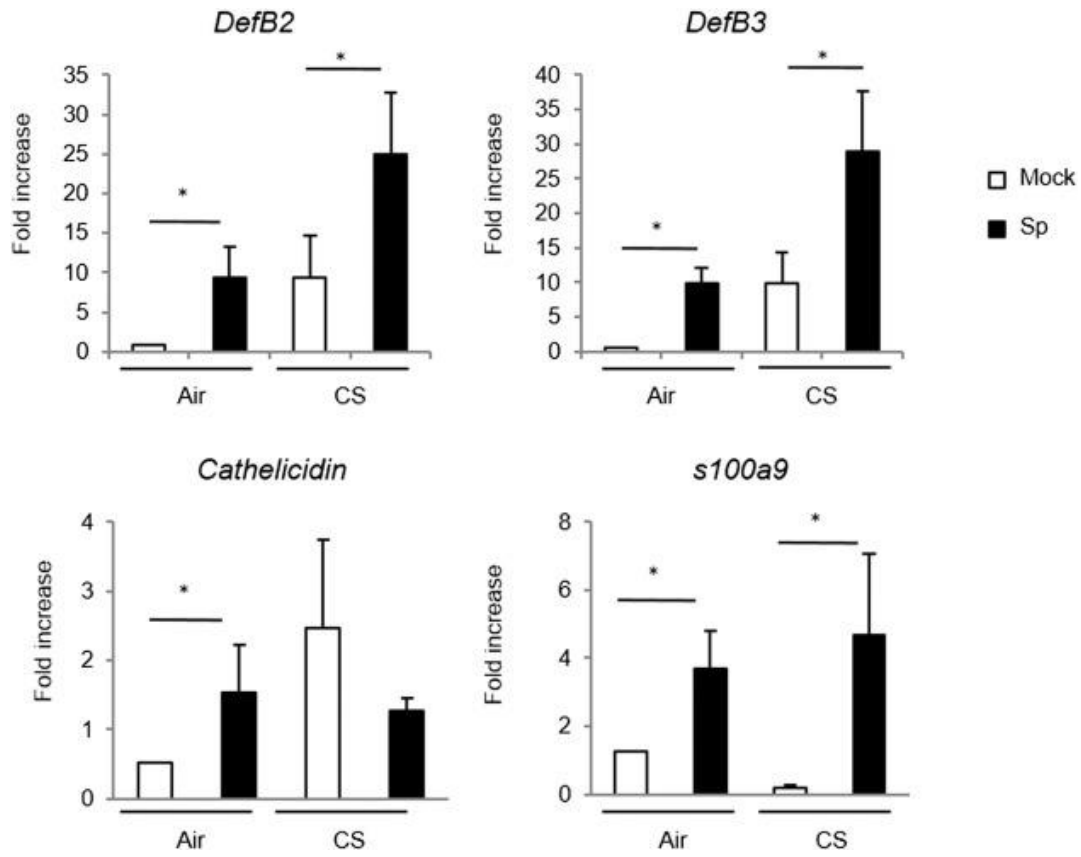 DefB2
Fold increase
35
30
25
20
15
10
5
0
*
*
Air
CS
DefB3
Fold increase
40
35
30
25
20
15
10
5
0
*
*
Air
CS
Mock
Sp
Cathelicidin
Fold increase
4
3
2
1
0
*
Air
CS
s100a9
Fold increase
8
6
4
2
0
*
*
Air
CS